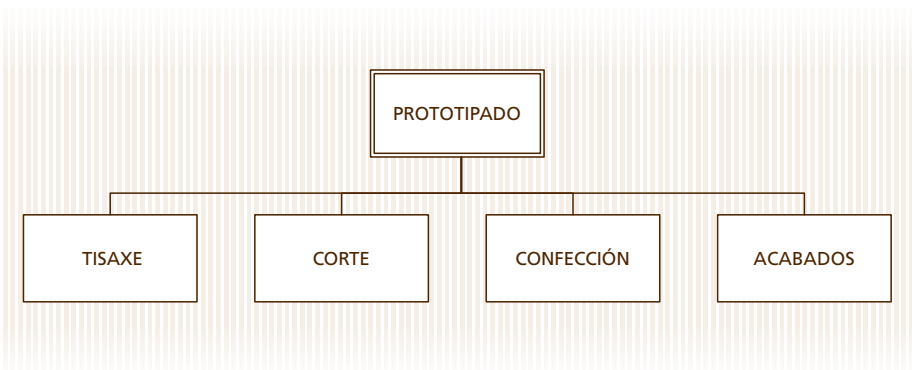 PROTOTIPADO
TISAXE
CORTE
CONFECCIÓN
ACABADOS